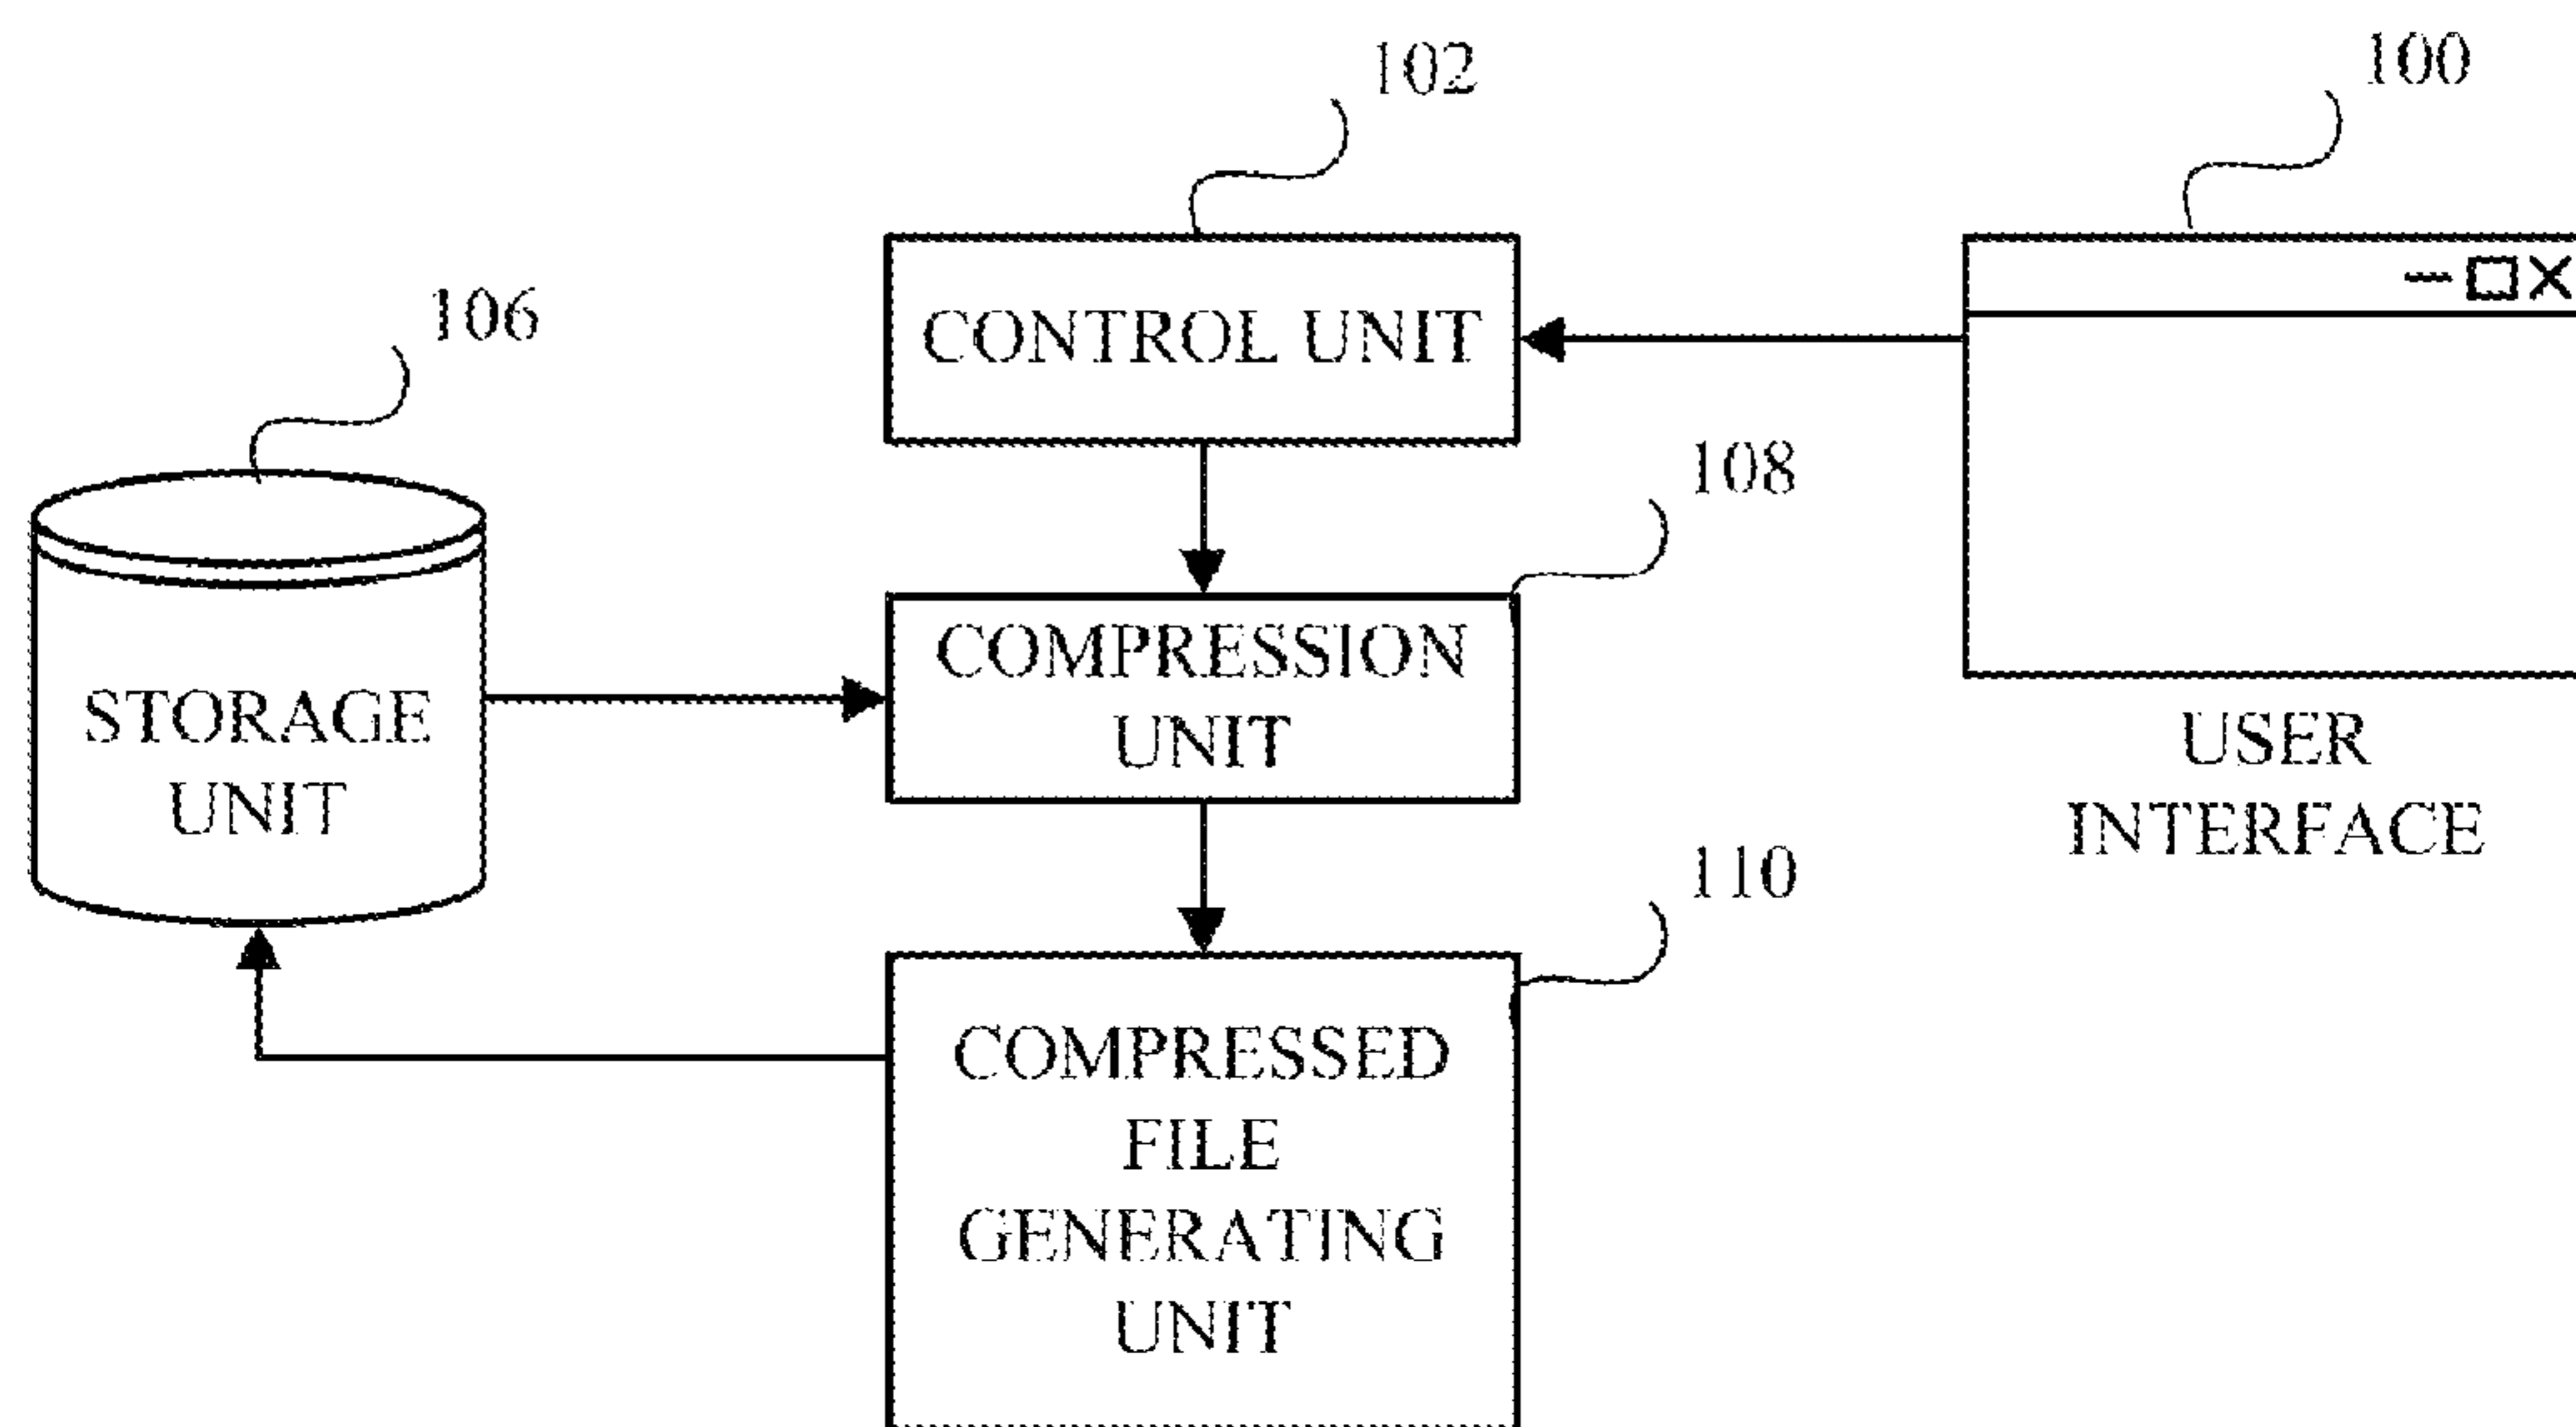 102
100
CONTROL UNIT
106
108
COMPRESSION
UNIT
STORAGE
UNIT
USER
INTERFACE
110
COMPRESSED
FILE
GENERATING
UNIT